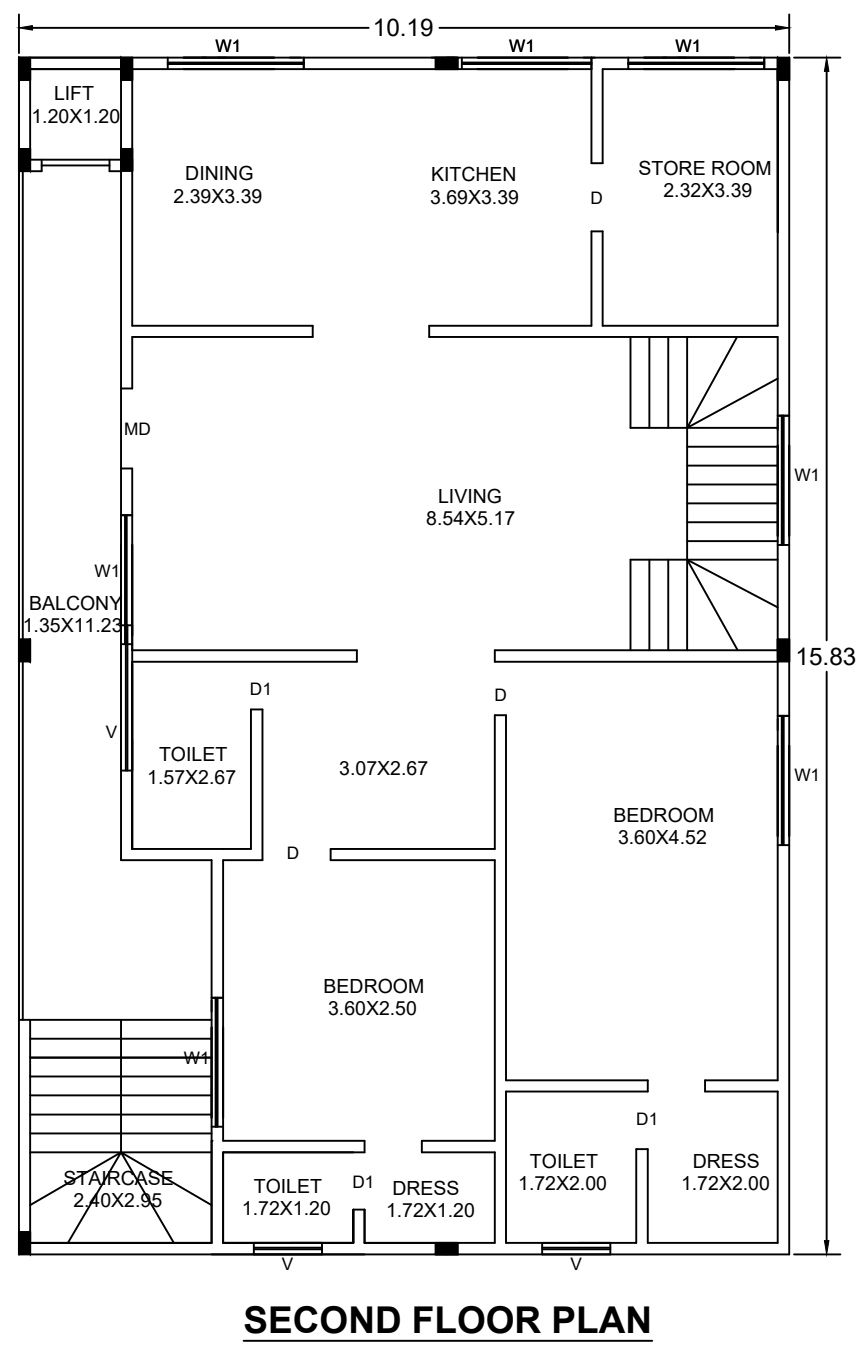 10.19
W1
W1
W1
LIFT
1.20X1.20
DINING
2.39X3.39
KITCHEN
3.69X3.39
D
STORE ROOM
2.32X3.39
MD
LIVING
8.54X5.17
W1
W1
BALCONY
1.35X11.23
15.83
D1
D
V
TOILET
1.57X2.67
3.07X2.67
W1
BEDROOM
3.60X4.52
D
BEDROOM
3.60X2.50
W1
D1
STAIRCASE
2.40X2.95
TOILET
1.72X1.20
D1
DRESS
1.72X1.20
TOILET
1.72X2.00
DRESS
1.72X2.00
V
V
SECOND FLOOR PLAN